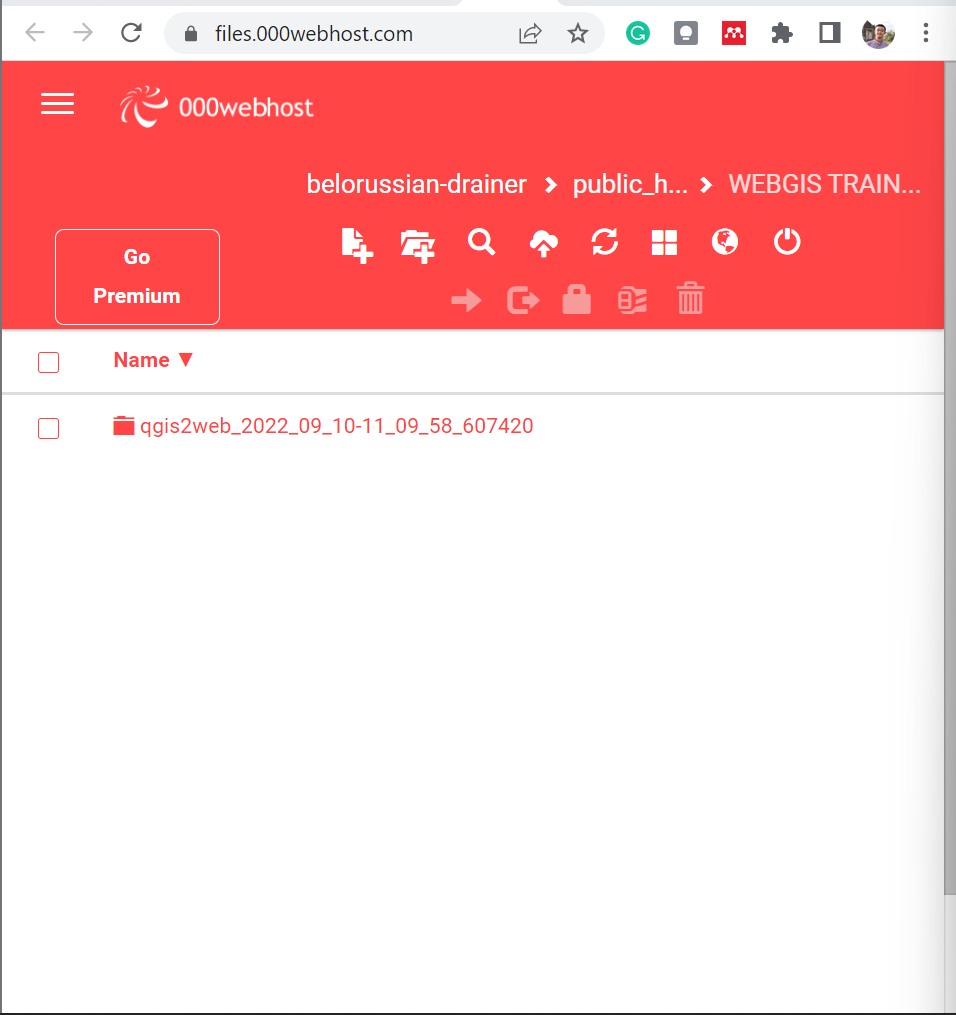 files.000webhost.com
000webhost
belorussian-drainer > public_h... > WEBGIS TRAIN...
Go
Premium
Name ▼
qgis2web_2022_09_10-11_09_58_607420